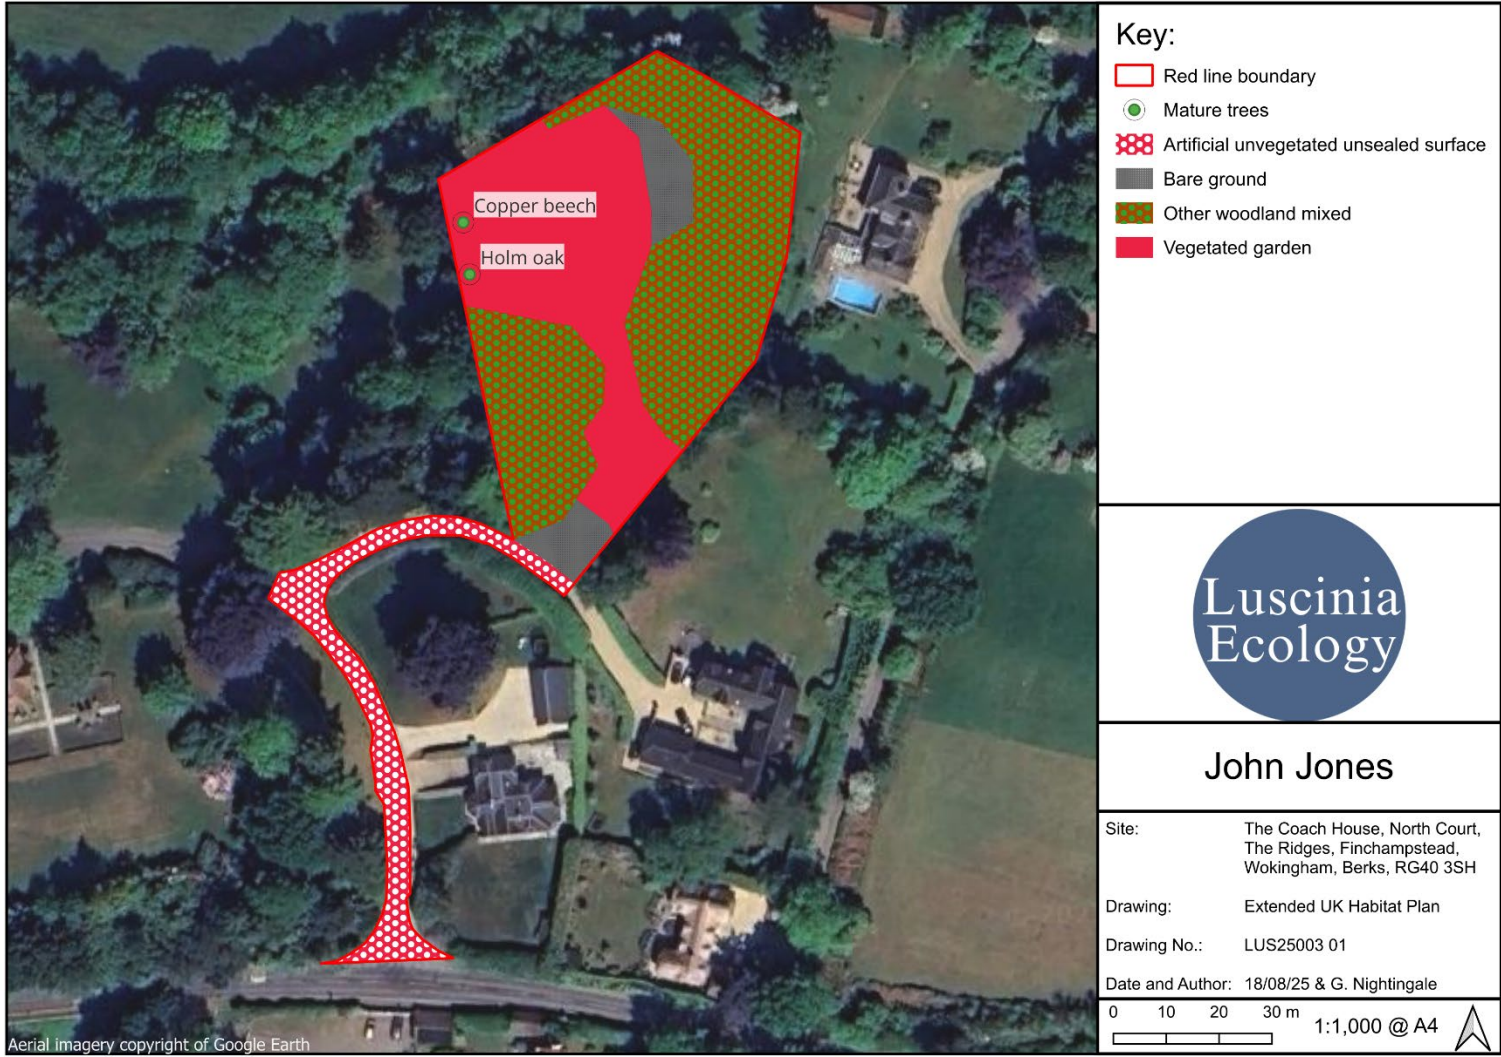 Key:
Red line boundary
Mature trees
Artificial unvegetated unsealed surface
Bare ground
Other woodland mixed
Vegetated garden
Copper beech
Holm oak
Luscinia
Ecology
John Jones
Site: The Coach House, North Court,
The Ridges, Finchampstead,
Wokingham, Berks, RG40 3SH
Drawing: Extended UK Habitat Plan
Drawing No.: LUS25003 01
Date and Author: 18/08/25 & G. Nightingale
0 10 20 30 m
1:1,000 @ A4
Aerial imagery copyright of Google Earth